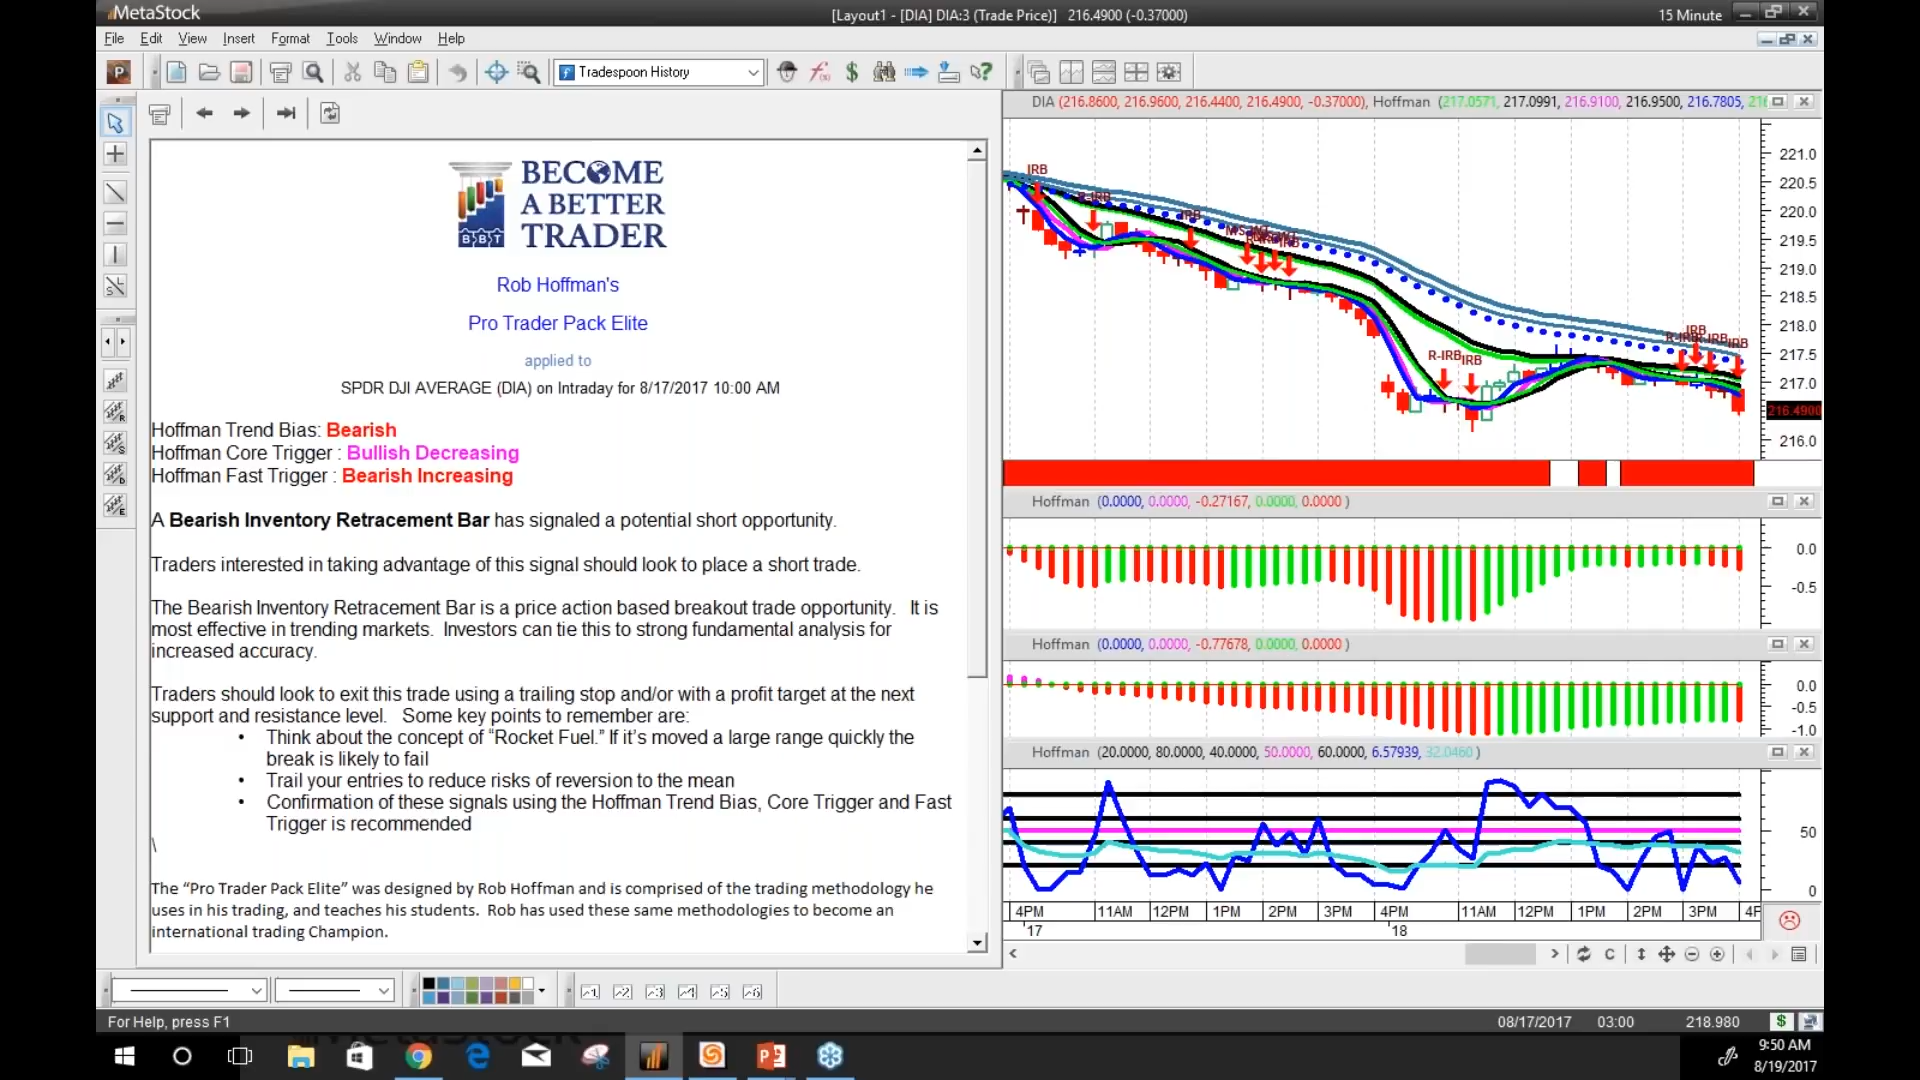 MetaStock
[Layout1 - [DIA] DIA:3 (Trade Price)] 216.4900 (-0.37000)
15 Minute
File Edit View Insert Format Tools Window Help
Tradespoon History
BECOME
A BETTER
TRADER
BSBT
Rob Hoffman's
Pro Trader Pack Elite
applied to
SPDR DJI AVERAGE (DIA) on Intraday for 8/17/2017 10:00 AM
Hoffman Trend Bias: Bearish
Hoffman Core Trigger : Bullish Decreasing
Hoffman Fast Trigger : Bearish Increasing
A Bearish Inventory Retracement Bar has signaled a potential short opportunity.
Traders interested in taking advantage of this signal should look to place a short trade.
The Bearish Inventory Retracement Bar is a price action based breakout trade opportunity. It is
most effective in trending markets. Investors can tie this to strong fundamental analysis for
increased accuracy.
Traders should look to exit this trade using a trailing stop and/or with a profit target at the next
support and resistance level. Some key points to remember are:
• Think about the concept of “Rocket Fuel.” If it’s moved a large range quickly the
break is likely to fail
• Trail your entries to reduce risks of reversion to the mean
• Confirmation of these signals using the Hoffman Trend Bias, Core Trigger and Fast
Trigger is recommended
\
The “Pro Trader Pack Elite” was designed by Rob Hoffman and is comprised of the trading methodology he
uses in his trading, and teaches his students. Rob has used these same methodologies to become an
international trading Champion.
DIA (216.8600, 216.9600, 216.4400, 216.4900, -0.37000), Hoffman (217.0571, 217.0991, 216.9100, 216.9500, 216.7805,
221.0
220.5
220.0
219.5
219.0
218.5
218.0
217.5
217.0
216.4900
216.0
IRB
R-IRB
IRB
IRB
R-IRB
IRB
IRB
IRB
Hoffman (0.0000, 0.0000, -0.27167, 0.0000, 0.0000 )
0.0
-0.5
Hoffman (0.0000, 0.0000, -0.77678, 0.0000, 0.0000 )
0.0
-0.5
-1.0
Hoffman (20.0000, 80.0000, 40.0000, 50.0000, 60.0000, 6.57939, 32.0460 )
50
0
4PM 11AM 12PM 1PM 2PM 3PM 4PM 11AM 12PM 1PM 2PM 3PM
'17 '18
For Help, press F1
08/17/2017 03:00 218.980
9:50 AM
8/19/2017